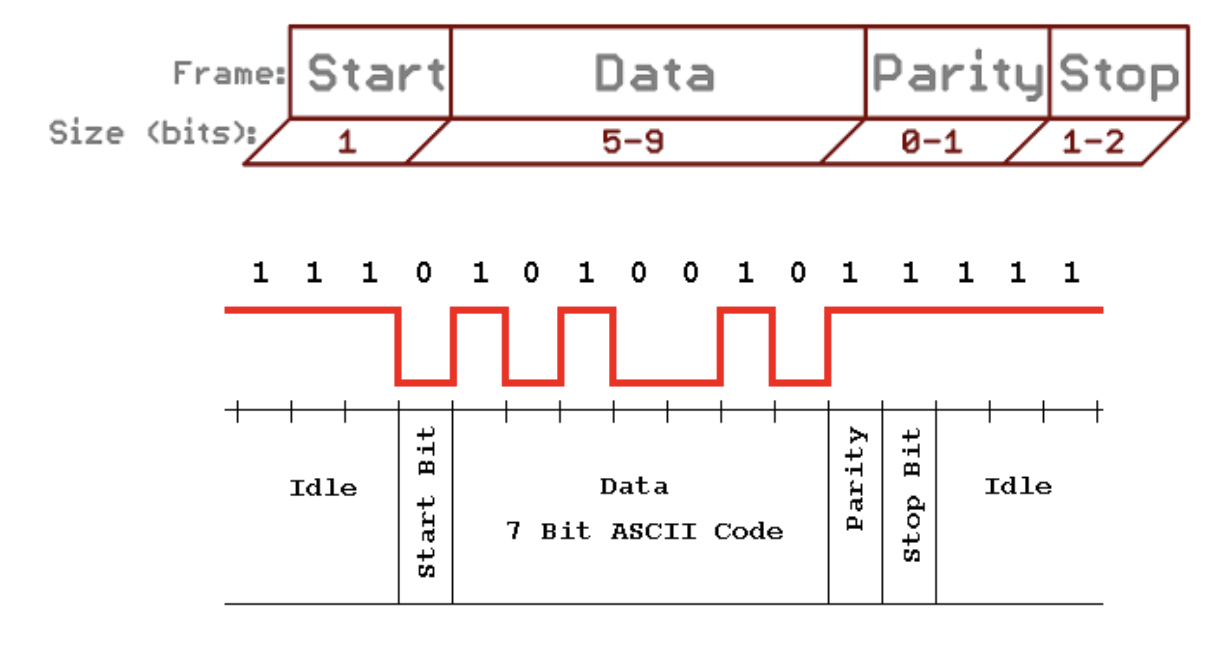 Frame: Start Data Parity Stop
Size (bits): 1 5-9 0-1 1-2
1 1 1 0 1 0 1 0 0 1 0 1 1 1 1 1
Idle
Start Bit
Data
7 Bit ASCII Code
Parity
Stop Bit
Idle